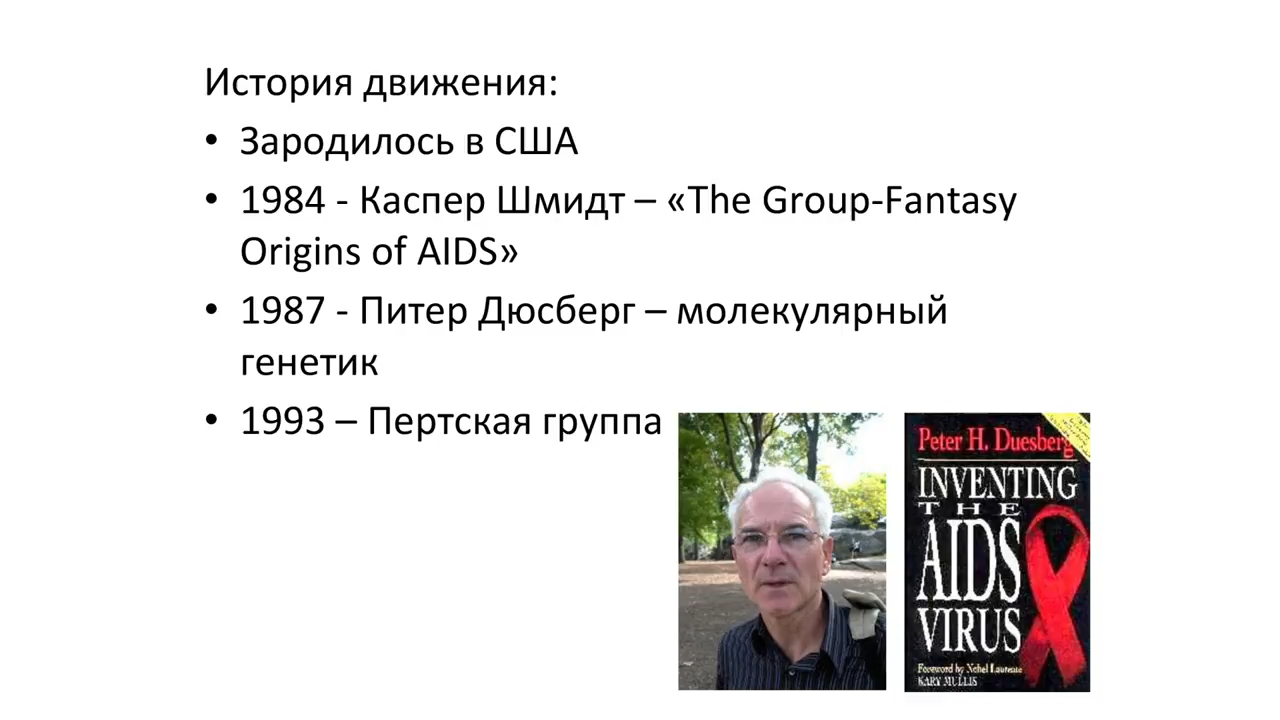 История движения:
• Зародилось в США
• 1984 - Каспер Шмидт – «The Group-Fantasy
Origins of AIDS»
• 1987 - Питер Дюсберг – молекулярный
генетик
• 1993 – Пертская группа
Peter H. Duesberg
INVENTING
THE
AIDS
VIRUS
Foreword by Nobel Laureate
KARY MULLIS